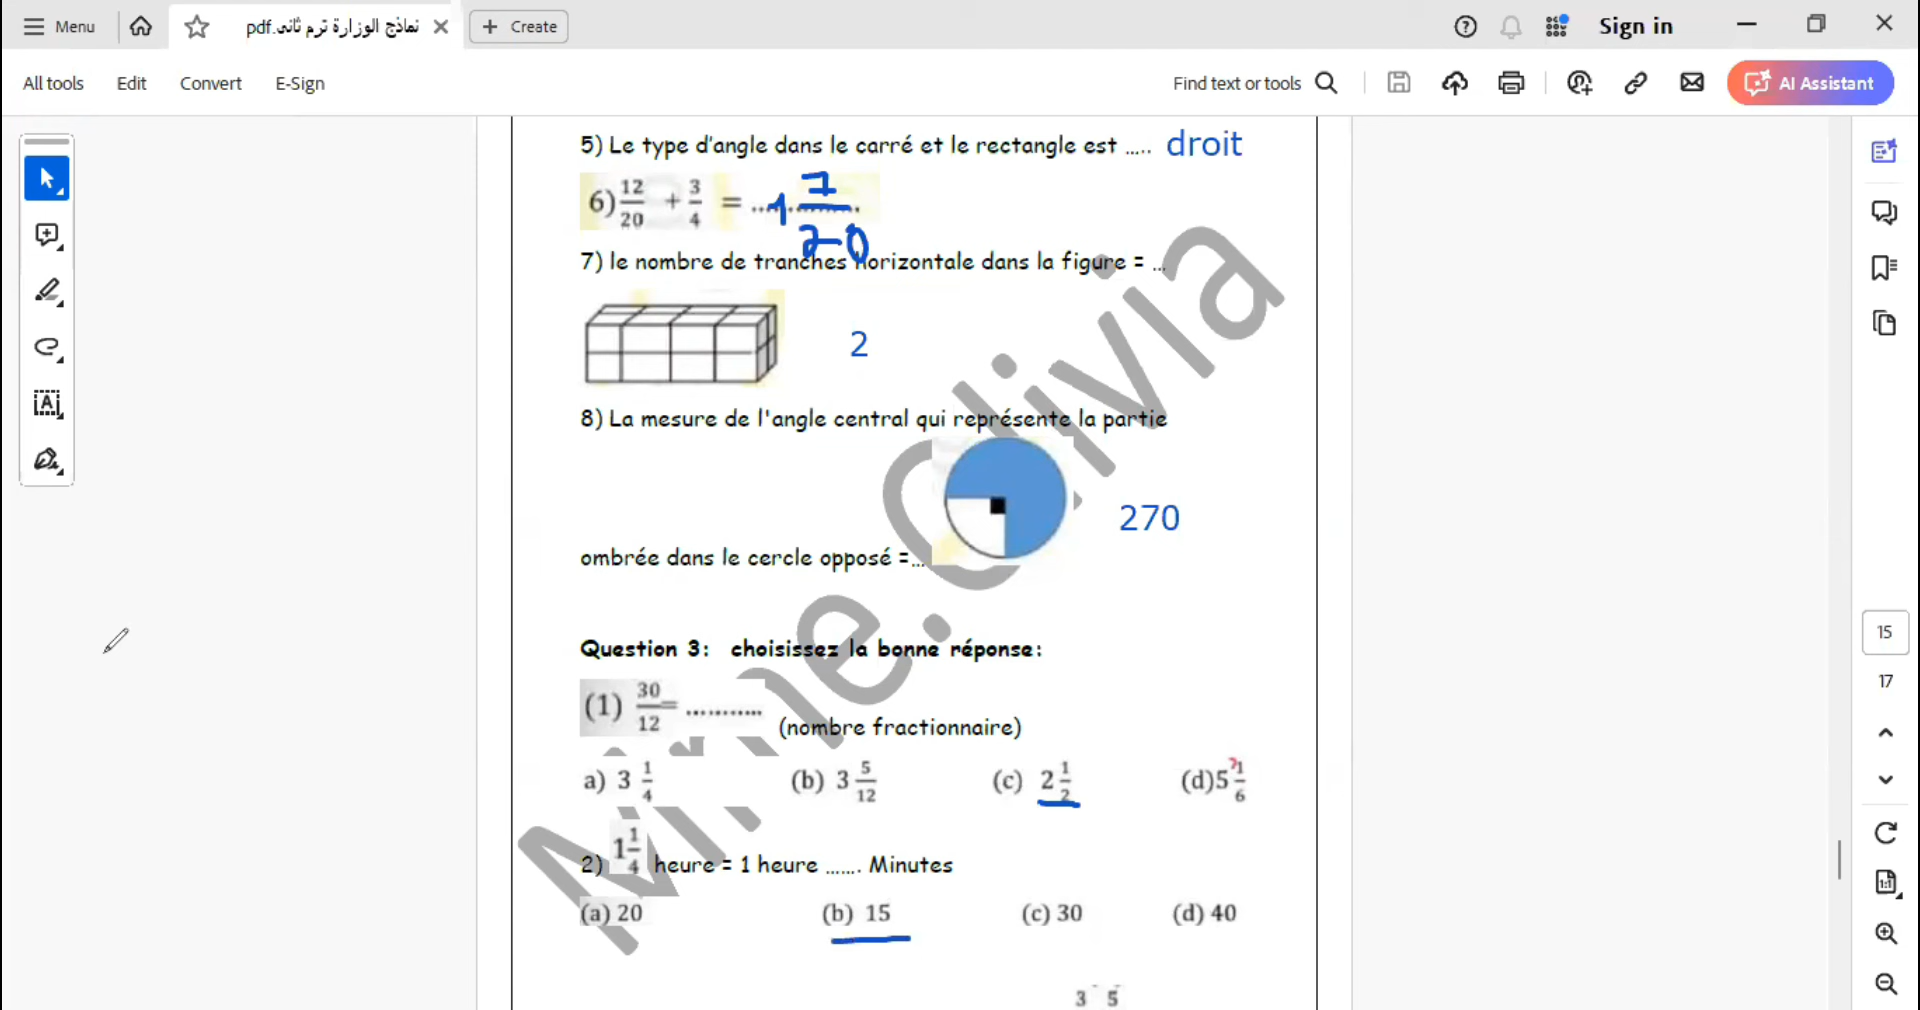 Menu
نماذج الوزارة ترم ثانى.pdf
Create
Sign in
All tools
Edit
Convert
E-Sign
Find text or tools
AI Assistant
5) Le type d'angle dans le carré et le rectangle est ..... droit
6) 12/20 + 3/4 = ........... 1 7/20
7) le nombre de tranches horizontale dans la figure = ...
2
8) La mesure de l'angle central qui représente la partie
270
ombrée dans le cercle opposé =...
Question 3: choisissez la bonne réponse:
(1) 30/12 = ...........
(nombre fractionnaire)
a) 3 1/4 (b) 3 5/12 (c) 2 1/2 (d) 5 1/6
2) 1 1/4 heure = 1 heure ....... Minutes
(a) 20 (b) 15 (c) 30 (d) 40
3 5
Mme.Olivia
15
17
1:1